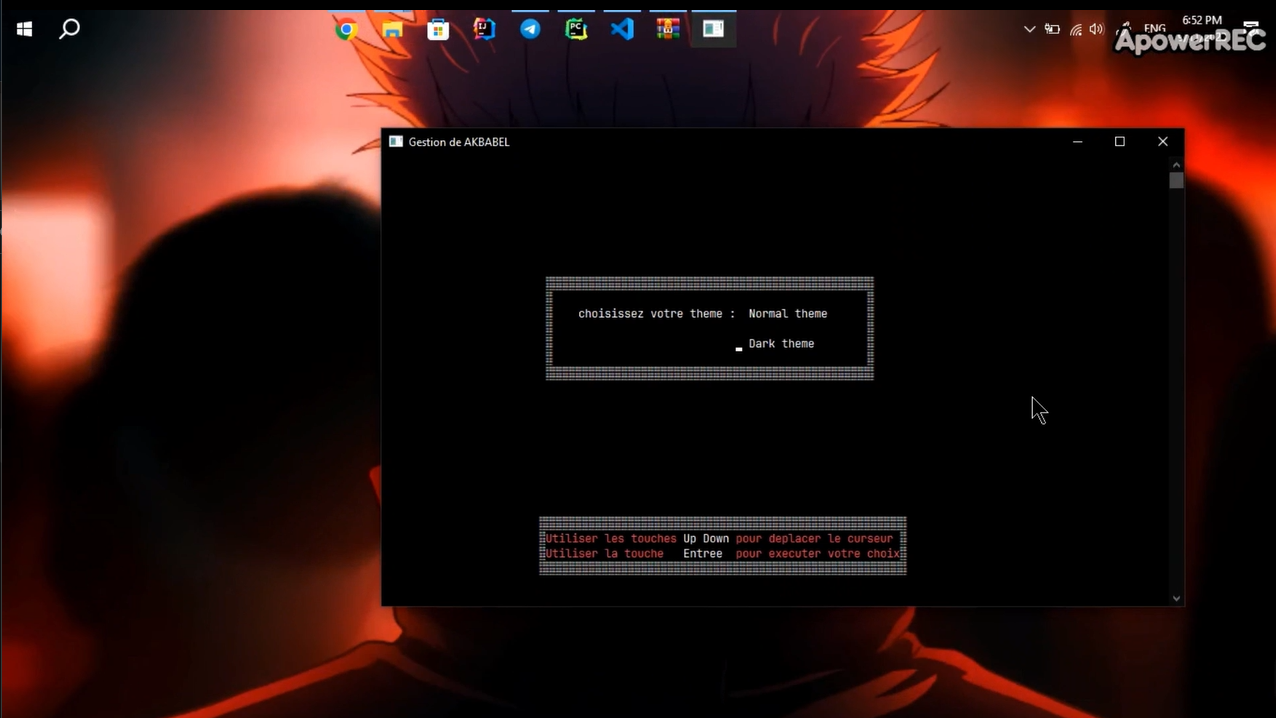 6:52 PM
ENG
ApowerREC
Gestion de AKBABEL
choisissez votre theme : Normal theme
Dark theme
Utiliser les touches Up Down pour deplacer le curseur
Utiliser la touche Entree pour executer votre choix